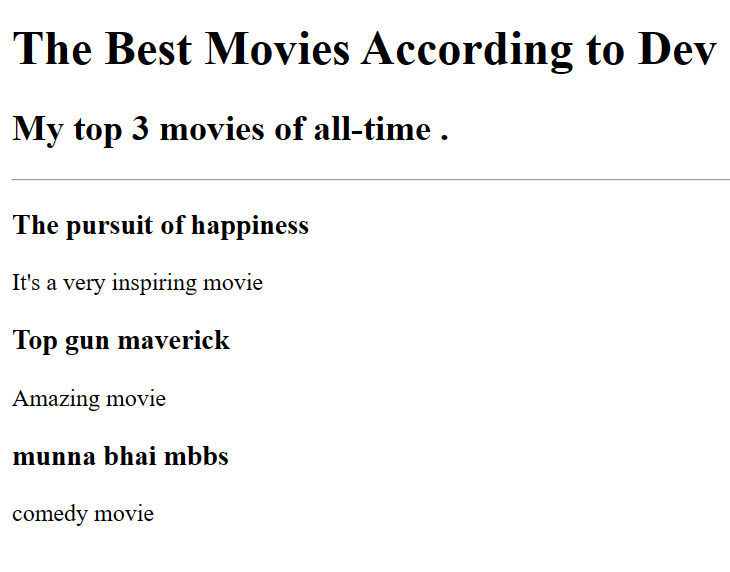 The Best Movies According to Dev
My top 3 movies of all-time .
The pursuit of happiness
It's a very inspiring movie
Top gun maverick
Amazing movie
munna bhai mbbs
comedy movie